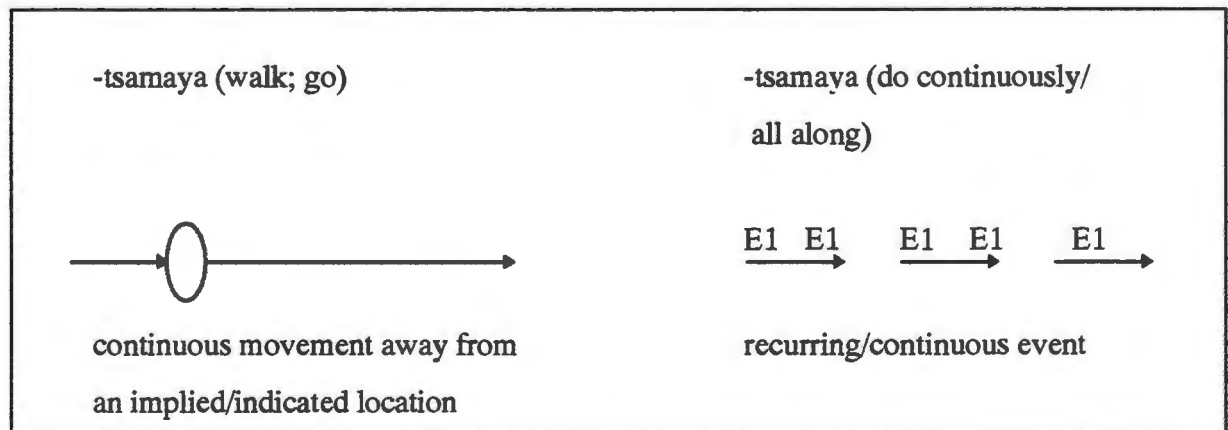 -tsamaya (walk; go)
-tsamaya (do continuously/
all along)
E1 E1 E1 E1 E1
continuous movement away from
an implied/indicated location
recurring/continuous event